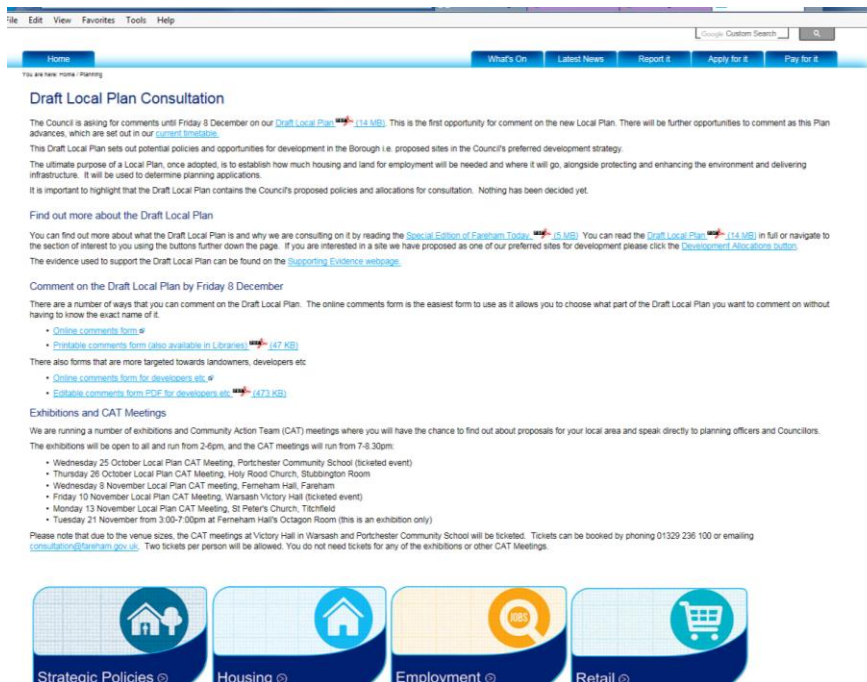 File Edit View Favorites Tools Help
Google Custom Search
Home What's On Latest News Report it Apply for it Pay for it
You are here: Home / Planning
Draft Local Plan Consultation
The Council is asking for comments until Friday 8 December on our Draft Local Plan (14 MB). This is the first opportunity for comment on the new Local Plan. There will be further opportunities to comment as this Plan
advances, which are set out in our current timetable.
This Draft Local Plan sets out potential policies and opportunities for development in the Borough i.e. proposed sites in the Council's preferred development strategy.
The ultimate purpose of a Local Plan, once adopted, is to establish how much housing and land for employment will be needed and where it will go, alongside protecting and enhancing the environment and delivering
infrastructure. It will be used to determine planning applications.
It is important to highlight that the Draft Local Plan contains the Council's proposed policies and allocations for consultation. Nothing has been decided yet.
Find out more about the Draft Local Plan
You can find out more about what the Draft Local Plan is and why we are consulting on it by reading the Special Edition of Fareham Today (5 MB) You can read the Draft Local Plan (14 MB) in full or navigate to
the section of interest to you using the buttons further down the page. If you are interested in a site we have proposed as one of our preferred sites for development please click the Development Allocations button.
The evidence used to support the Draft Local Plan can be found on the Supporting Evidence webpage.
Comment on the Draft Local Plan by Friday 8 December
There are a number of ways that you can comment on the Draft Local Plan. The online comments form is the easiest form to use as it allows you to choose what part of the Draft Local Plan you want to comment on without
having to know the exact name of it.
• Online comments form
• Printable comments form (also available in Libraries) (47 KB)
There also forms that are more targeted towards landowners, developers etc
• Online comments form for developers etc
• Editable comments form PDF for developers etc (473 KB)
Exhibitions and CAT Meetings
We are running a number of exhibitions and Community Action Team (CAT) meetings where you will have the chance to find out about proposals for your local area and speak directly to planning officers and Councillors.
The exhibitions will be open to all and run from 2-6pm, and the CAT meetings will run from 7-8.30pm:
• Wednesday 25 October Local Plan CAT Meeting, Portchester Community School (ticketed event)
• Thursday 26 October Local Plan CAT Meeting, Holy Rood Church, Stubbington Room
• Wednesday 8 November Local Plan CAT meeting, Ferneham Hall, Fareham
• Friday 10 November Local Plan CAT Meeting, Warsash Victory Hall (ticketed event)
• Monday 13 November Local Plan CAT Meeting, St Peter's Church, Titchfield
• Tuesday 21 November from 3:00-7:00pm at Ferneham Hall's Octagon Room (this is an exhibition only)
Please note that due to the venue sizes, the CAT meetings at Victory Hall in Warsash and Portchester Community School will be ticketed. Tickets can be booked by phoning 01329 236 100 or emailing
consultation@fareham.gov.uk. Two tickets per person will be allowed. You do not need tickets for any of the exhibitions or other CAT Meetings.
JOBS
Strategic Policies Housing Employment Retail